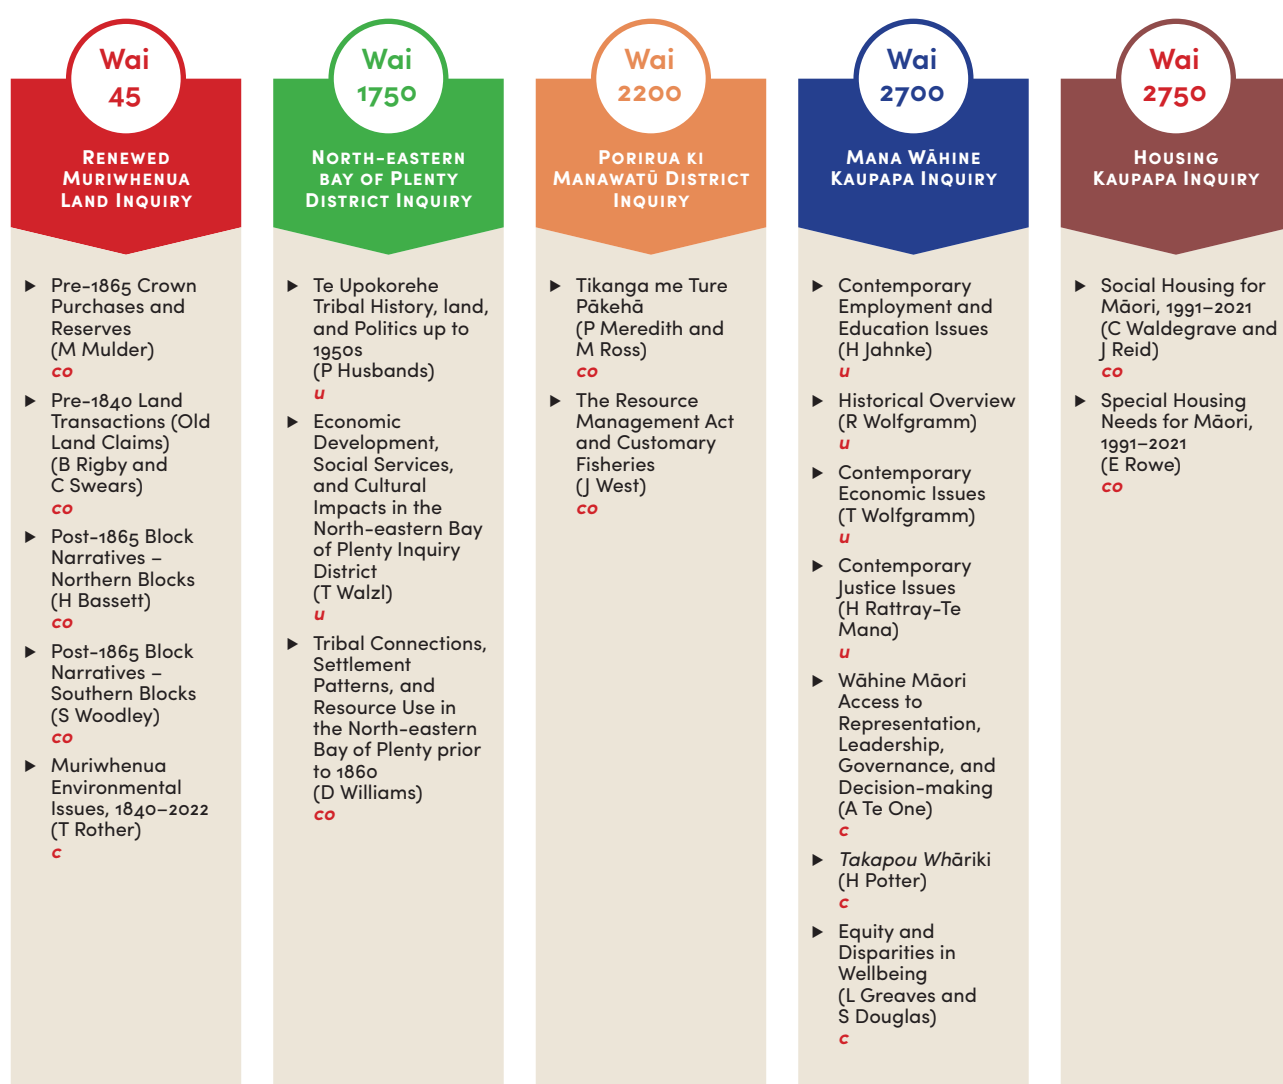 Wai
45
RENEWED
MURIWHENUA
LAND INQUIRY
▶ Pre-1865 Crown
Purchases and
Reserves
(M Mulder)
co
▶ Pre-1840 Land
Transactions (Old
Land Claims)
(B Rigby and
C Swears)
co
▶ Post-1865 Block
Narratives –
Northern Blocks
(H Bassett)
co
▶ Post-1865 Block
Narratives –
Southern Blocks
(S Woodley)
co
▶ Muriwhenua
Environmental
Issues, 1840–2022
(T Rother)
c
Wai
1750
NORTH-EASTERN
BAY OF PLENTY
DISTRICT INQUIRY
▶ Te Upokorehe
Tribal History, land,
and Politics up to
1950s
(P Husbands)
u
▶ Economic
Development,
Social Services,
and Cultural
Impacts in the
North-eastern Bay
of Plenty Inquiry
District
(T Walzl)
u
▶ Tribal Connections,
Settlement
Patterns, and
Resource Use in
the North-eastern
Bay of Plenty prior
to 1860
(D Williams)
co
Wai
2200
PORIRUA KI
MANAWATŪ DISTRICT
INQUIRY
▶ Tikanga me Ture
Pākehā
(P Meredith and
M Ross)
co
▶ The Resource
Management Act
and Customary
Fisheries
(J West)
co
Wai
2700
MANA WĀHINE
KAUPAPA INQUIRY
▶ Contemporary
Employment and
Education Issues
(H Jahnke)
u
▶ Historical Overview
(R Wolfgramm)
u
▶ Contemporary
Economic Issues
(T Wolfgramm)
u
▶ Contemporary
Justice Issues
(H Rattray-Te
Mana)
u
▶ Wāhine Māori
Access to
Representation,
Leadership,
Governance, and
Decision-making
(A Te One)
c
▶ Takapou Whāriki
(H Potter)
c
▶ Equity and
Disparities in
Wellbeing
(L Greaves and
S Douglas)
c
Wai
2750
HOUSING
KAUPAPA INQUIRY
▶ Social Housing for
Māori, 1991–2021
(C Waldegrave and
J Reid)
co
▶ Special Housing
Needs for Māori,
1991–2021
(E Rowe)
co